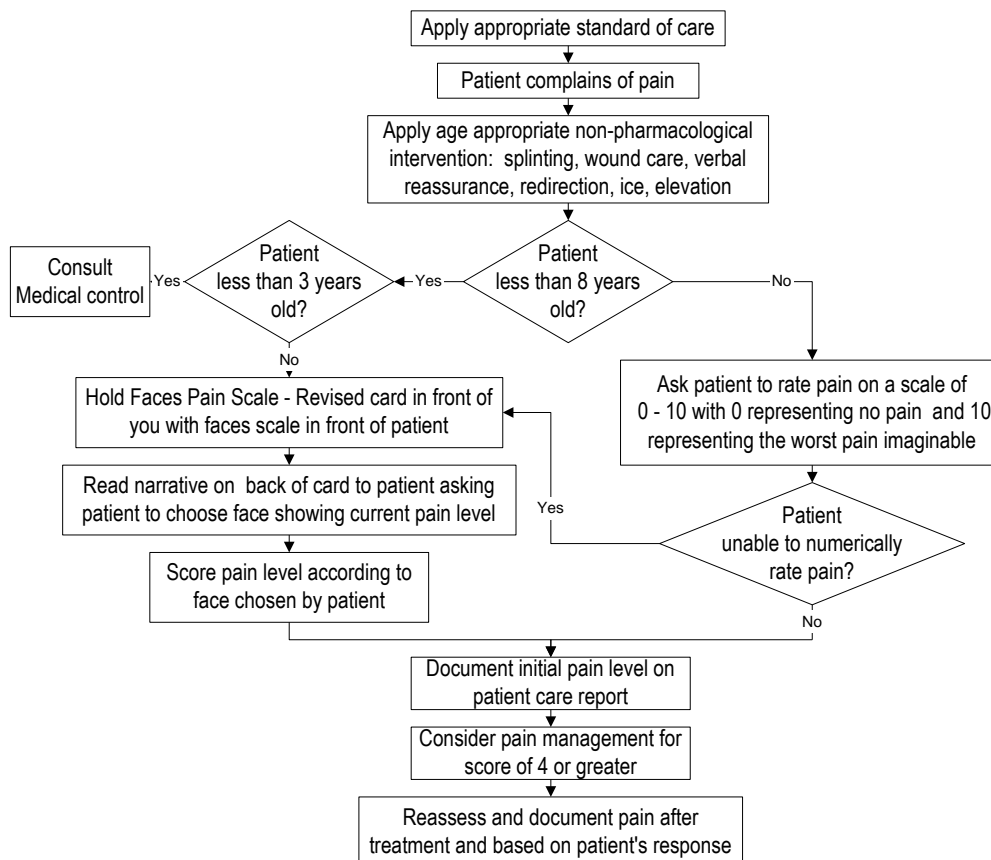 Apply appropriate standard of care
Patient complains of pain
Apply age appropriate non-pharmacological
intervention: splinting, wound care, verbal
reassurance, redirection, ice, elevation
Patient
less than 8 years
old?
Yes
No
Patient
less than 3 years
old?
Yes
No
Consult
Medical control
Hold Faces Pain Scale - Revised card in front of
you with faces scale in front of patient
Read narrative on back of card to patient asking
patient to choose face showing current pain level
Score pain level according to
face chosen by patient
Ask patient to rate pain on a scale of
0 - 10 with 0 representing no pain and 10
representing the worst pain imaginable
Patient
unable to numerically
rate pain?
Yes
No
Document initial pain level on
patient care report
Consider pain management for
score of 4 or greater
Reassess and document pain after
treatment and based on patient's response